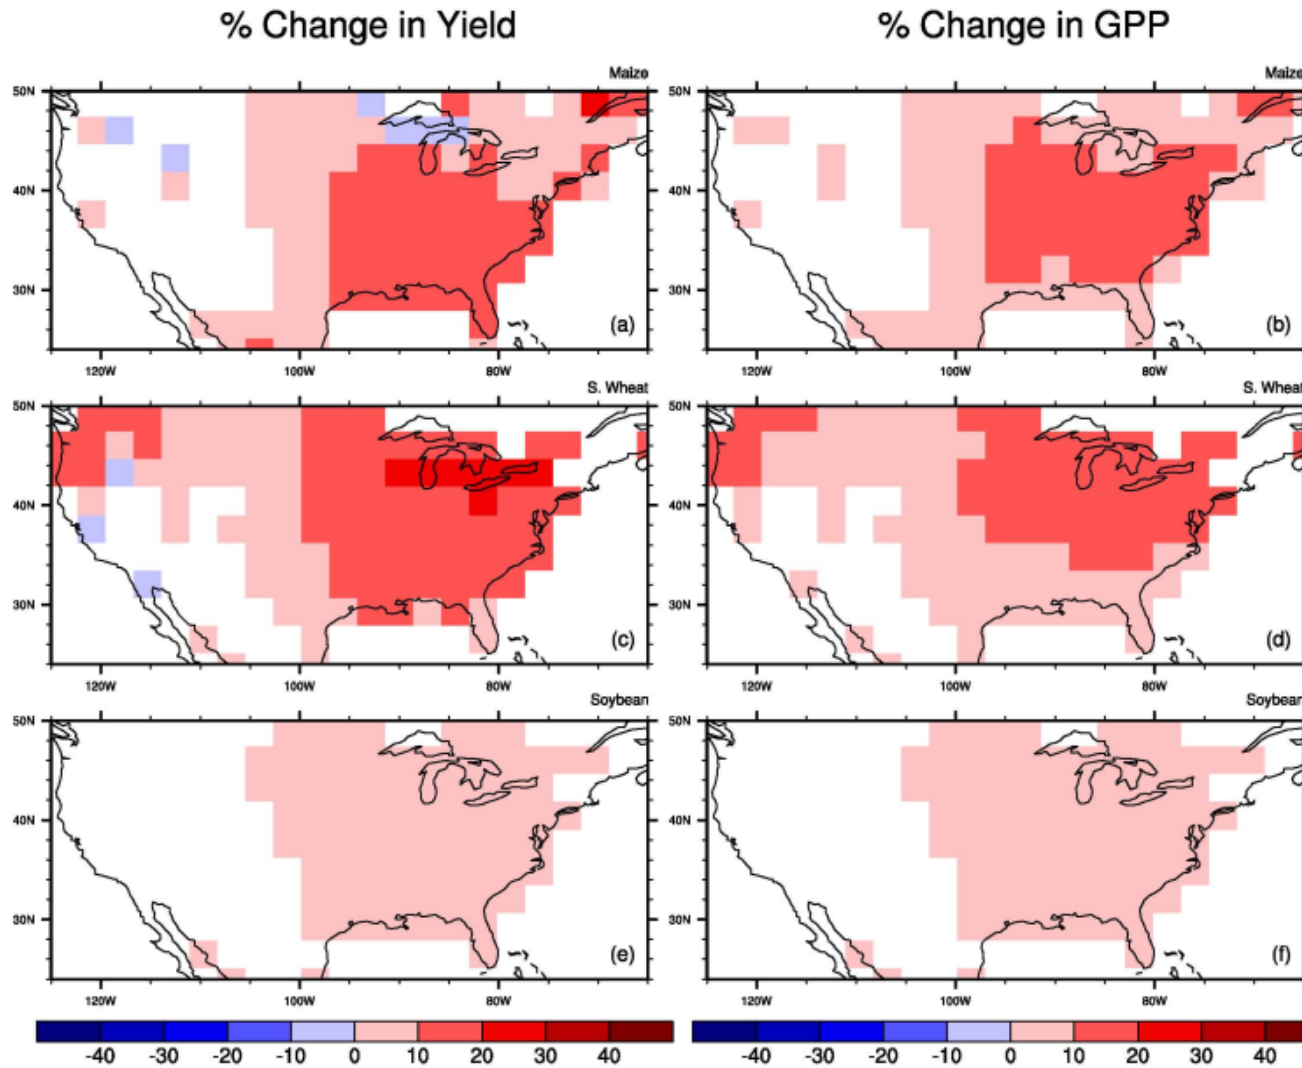 % Change in Yield % Change in GPP
Maize Maize
50N 50N
40N 40N
30N 30N
(a) (b)
120W 100W 80W 120W 100W 80W
S. Wheat S. Wheat
50N 50N
40N 40N
30N 30N
(c) (d)
120W 100W 80W 120W 100W 80W
Soybean Soybean
50N 50N
40N 40N
30N 30N
(e) (f)
120W 100W 80W 120W 100W 80W
-40 -30 -20 -10 0 10 20 30 40 -40 -30 -20 -10 0 10 20 30 40